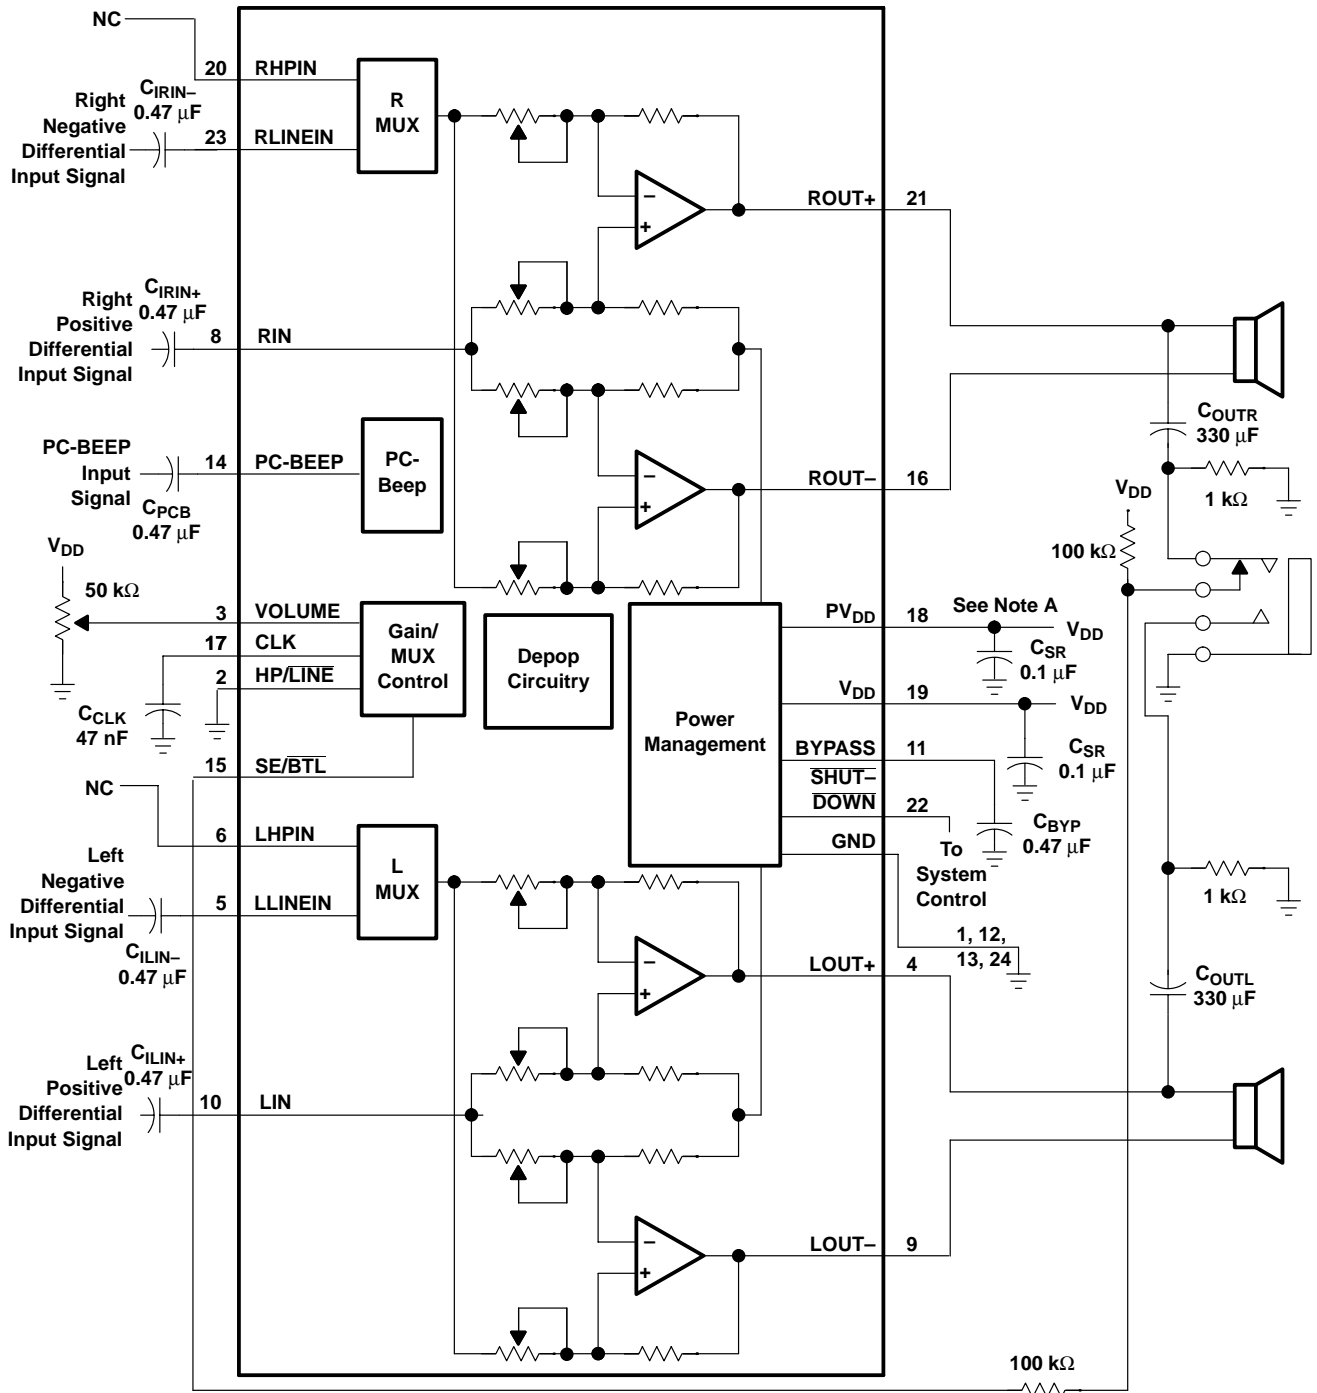 NC
20 RHPIN
Right
Negative
Differential
Input Signal
CIRIN–
0.47 µF
23 RLINEIN
R
MUX
–
+
ROUT+ 21
Right
Positive
Differential
Input Signal
CIRIN+
0.47 µF
8 RIN
PC-BEEP
Input
Signal
14 PC-BEEP
CPCB
0.47 µF
PC-
Beep
–
+
ROUT– 16
COUTR
330 µF
1 kΩ
VDD
100 kΩ
VDD
50 kΩ
3 VOLUME
17 CLK
2 HP/LINE
CCLK
47 nF
15 SE/BTL
Gain/
MUX
Control
Depop
Circuitry
Power
Management
PVDD 18
See Note A
VDD
CSR
0.1 µF
VDD 19
VDD
CSR
0.1 µF
BYPASS 11
SHUT–
DOWN 22
GND
CBYP
0.47 µF
To
System
Control
1, 12,
13, 24
NC
6 LHPIN
Left
Negative
Differential
Input Signal
5 LLINEIN
CILIN–
0.47 µF
L
MUX
–
+
LOUT+ 4
1 kΩ
COUTL
330 µF
Left
Positive
Differential
Input Signal
CILIN+
0.47 µF
10 LIN
–
+
LOUT– 9
100 kΩ